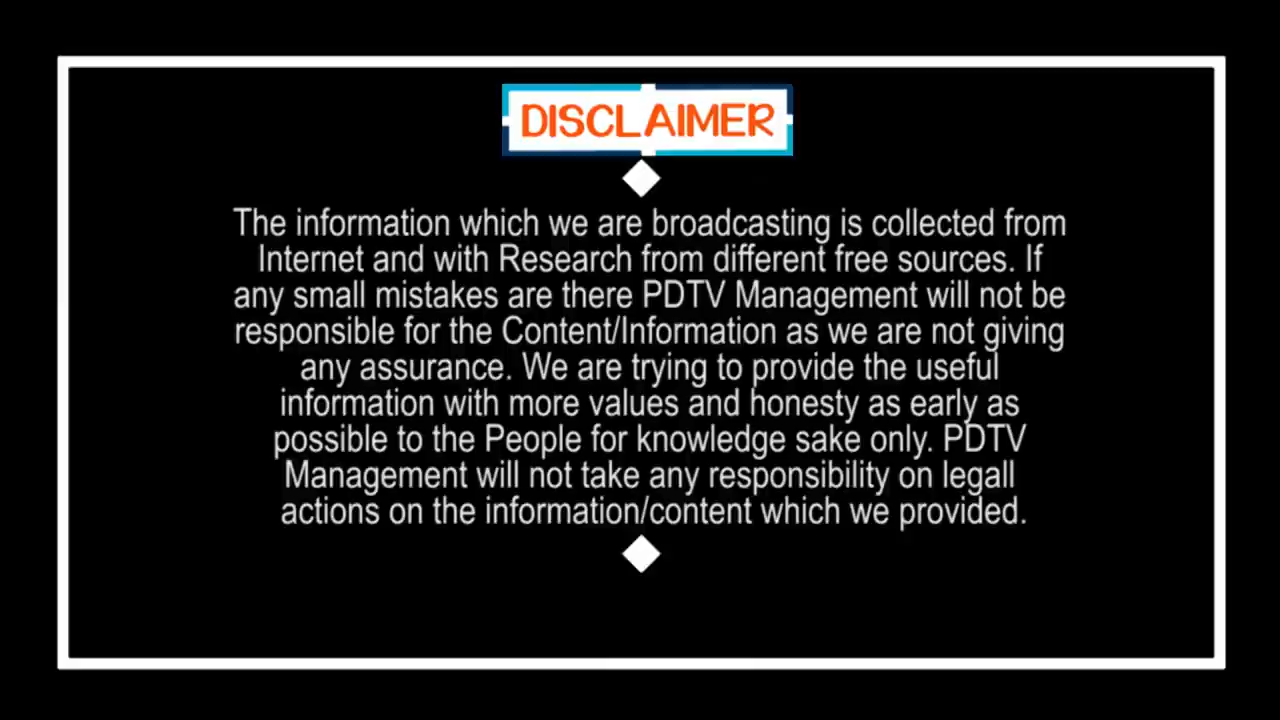 DISCLAIMER
The information which we are broadcasting is collected from
Internet and with Research from different free sources. If
any small mistakes are there PDTV Management will not be
responsible for the Content/Information as we are not giving
any assurance. We are trying to provide the useful
information with more values and honesty as early as
possible to the People for knowledge sake only. PDTV
Management will not take any responsibility on legall
actions on the information/content which we provided.